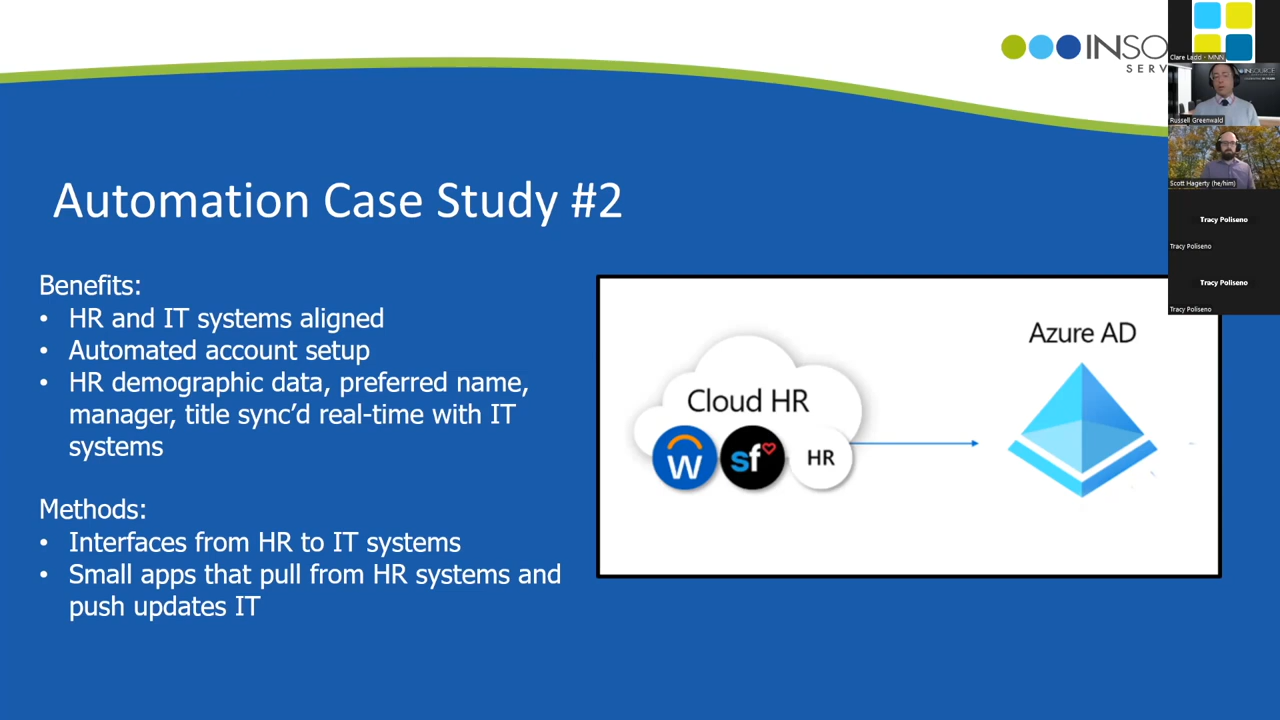 INSO
SERV
Clare Ladd - MNN
INSOURCE
Russell Greenwald
Scott Hagerty (he/him)
Tracy Poliseno
Tracy Poliseno
Tracy Poliseno
Tracy Poliseno
Automation Case Study #2
Benefits:
• HR and IT systems aligned
• Automated account setup
• HR demographic data, preferred name,
manager, title sync’d real-time with IT
systems
Methods:
• Interfaces from HR to IT systems
• Small apps that pull from HR systems and
push updates IT
Azure AD
Cloud HR
w
sf
HR